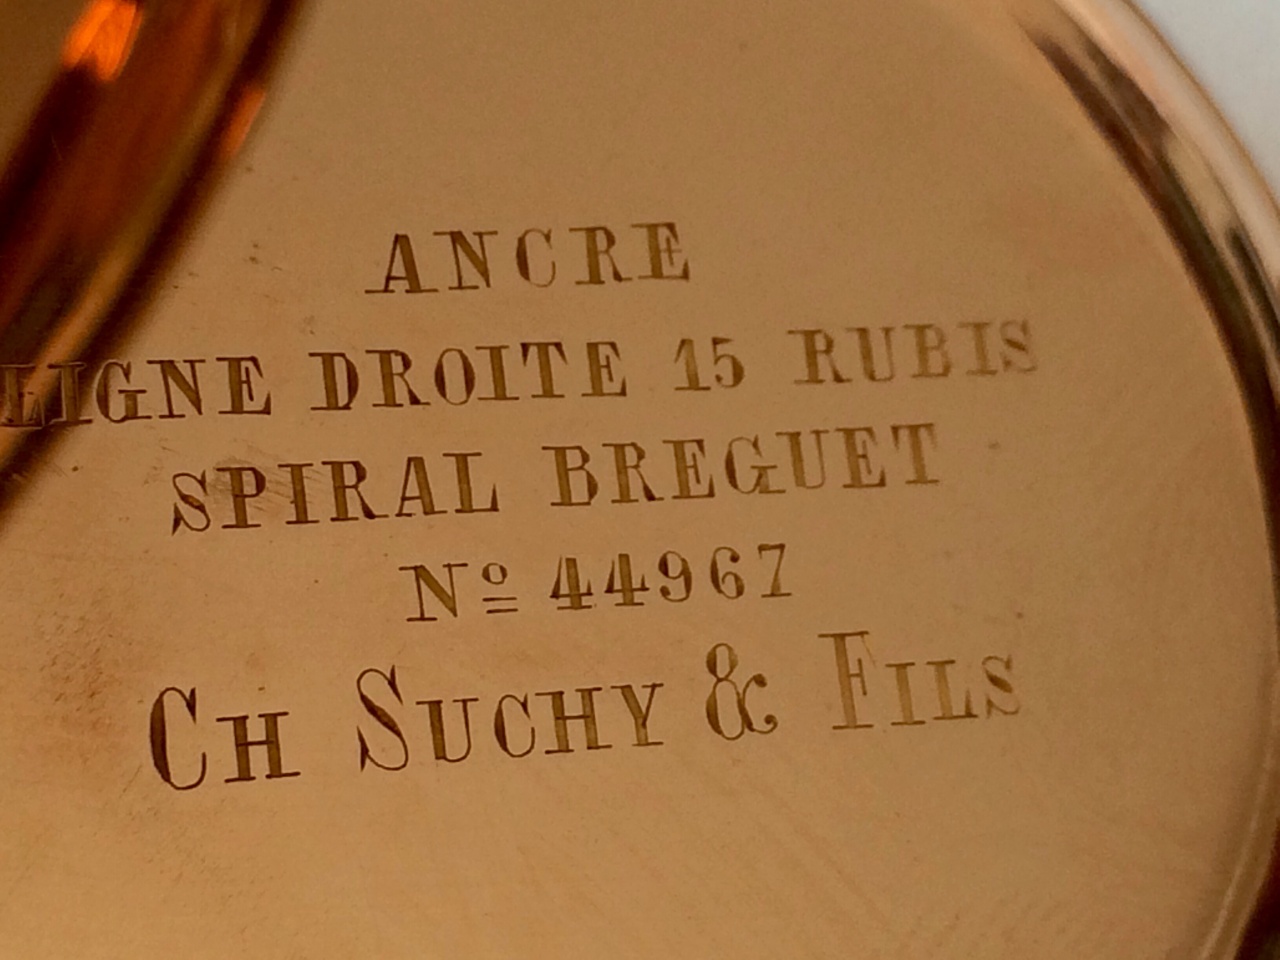 ANCRE
LIGNE DROITE 15 RUBIS
SPIRAL BREGUET
Nº 44967
CH SUCHY & FILS